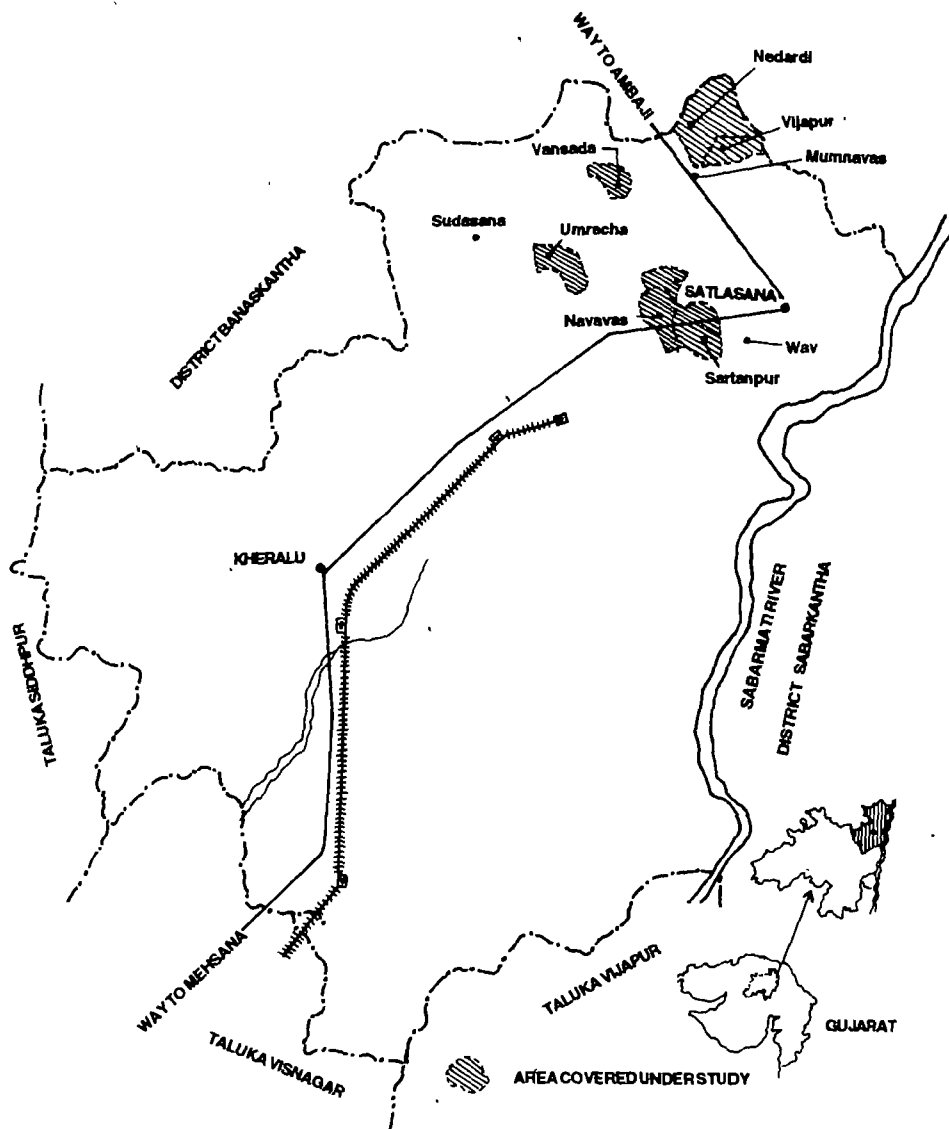 WAY TO AMBAJI
Nedardi
Vijapur
Vansada
Mumnavas
Sudasana
Umrecha
DISTRICT BANASKANTHA
SATLASANA
Navavas
Wav
Sartanpur
KHERALU
TALUKA SIDDHPUR
SABARMATI RIVER
DISTRICT SABARKANTHA
WAY TO MEHSANA
TALUKA VIJAPUR
GUJARAT
TALUKA VISNAGAR
AREA COVERED UNDER STUDY